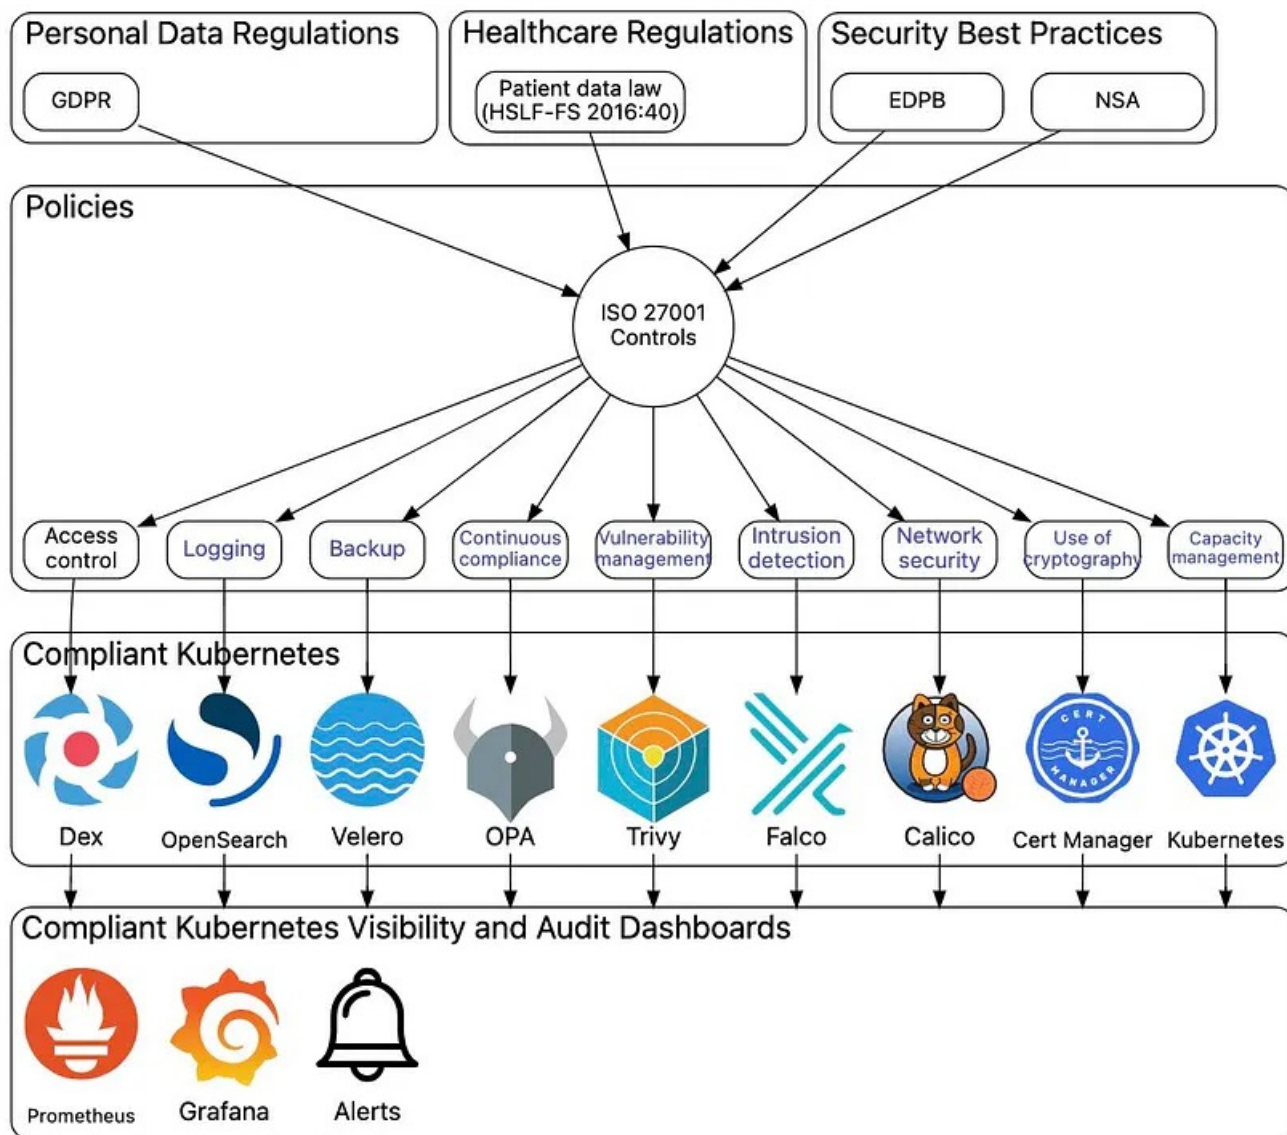 Personal Data Regulations
GDPR
Healthcare Regulations
Patient data law
(HSLF-FS 2016:40)
Security Best Practices
EDPB
NSA
Policies
ISO 27001
Controls
Access
control
Logging
Backup
Continuous
compliance
Vulnerability
management
Intrusion
detection
Network
security
Use of
cryptography
Capacity
management
Compliant Kubernetes
CERT
MANAGER
Dex
OpenSearch
Velero
OPA
Trivy
Falco
Calico
Cert Manager
Kubernetes
Compliant Kubernetes Visibility and Audit Dashboards
Prometheus
Grafana
Alerts